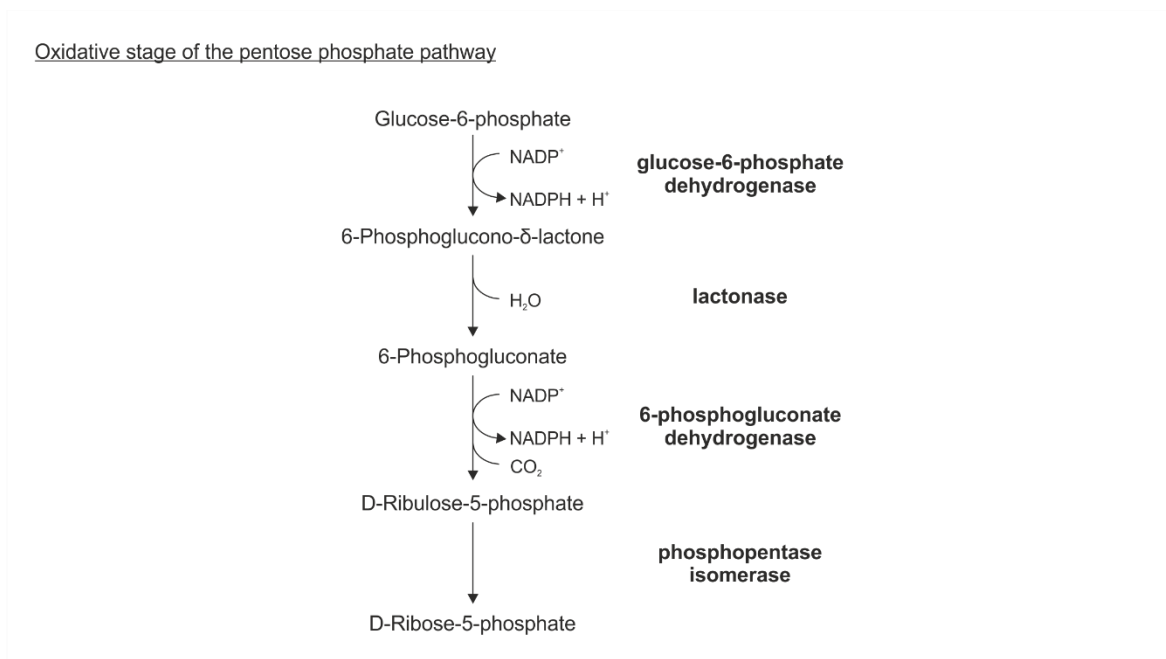 Oxidative stage of the pentose phosphate pathway
Glucose-6-phosphate
NADP⁺
glucose-6-phosphate
dehydrogenase
NADPH + H⁺
6-Phosphoglucono-δ-lactone
lactonase
H₂O
6-Phosphogluconate
NADP⁺
6-phosphogluconate
dehydrogenase
NADPH + H⁺
CO₂
D-Ribulose-5-phosphate
phosphopentase
isomerase
D-Ribose-5-phosphate